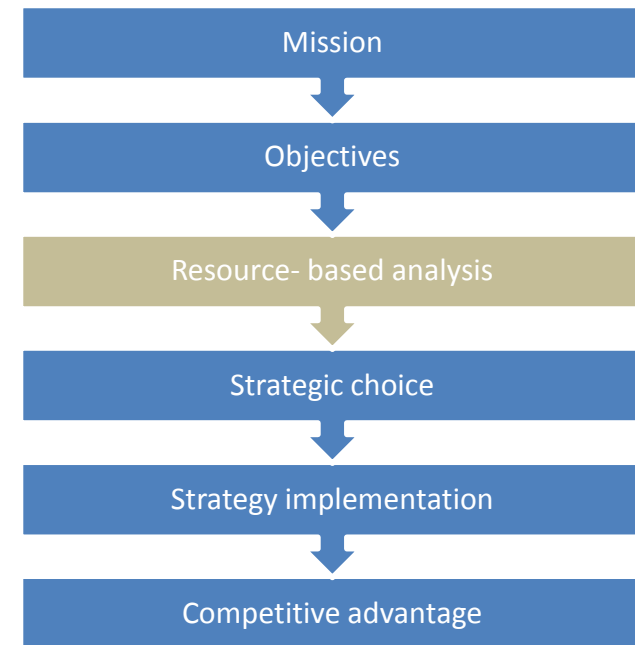 Mission
Objectives
Resource- based analysis
Strategic choice
Strategy implementation
Competitive advantage